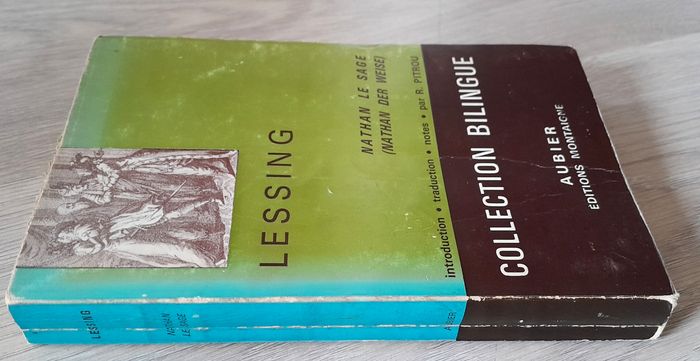 LESSING
NATHAN LE SAGE
(NATHAN DER WEISE)
introduction • traduction • notes • par R. PITROU
COLLECTION BILINGUE
AUBIER
ÉDITIONS MONTAIGNE
LESSING
NATHAN
LE SAGE
AUBIER